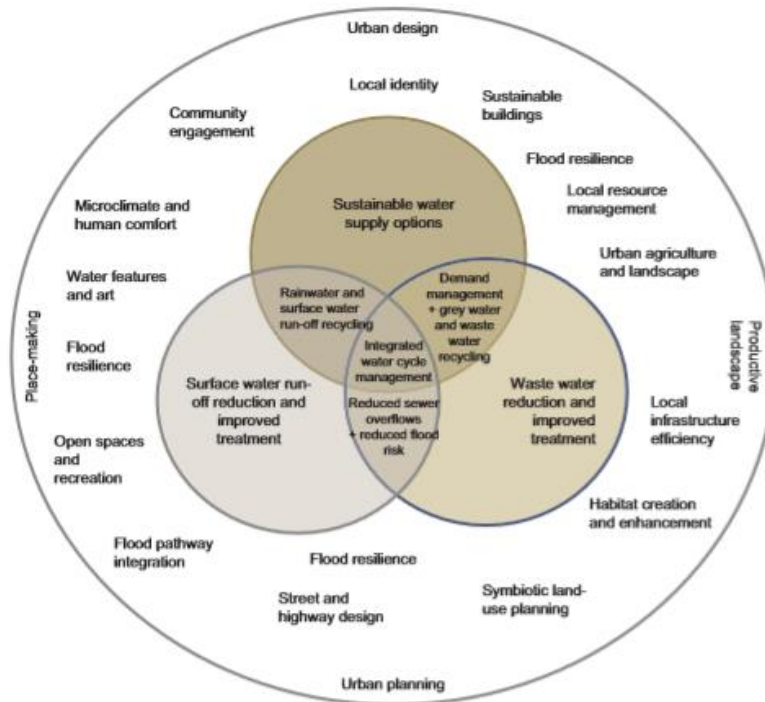 Urban design
Local identity
Community
engagement
Sustainable
buildings
Flood resilience
Sustainable water
supply options
Local resource
management
Microclimate and
human comfort
Urban agriculture
and landscape
Water features
and art
Rainwater and
surface water
run-off recycling
Demand
management
+ grey water
and waste
water
recycling
Place-making
Flood
resilience
Integrated
water cycle
management
Productive
landscape
Surface water run-
off reduction and
improved
treatment
Reduced sewer
overflows
+ reduced flood
risk
Waste water
reduction and
improved
treatment
Local
infrastructure
efficiency
Open spaces
and
recreation
Habitat creation
and enhancement
Flood pathway
integration
Flood resilience
Street and
highway design
Symbiotic land-
use planning
Urban planning